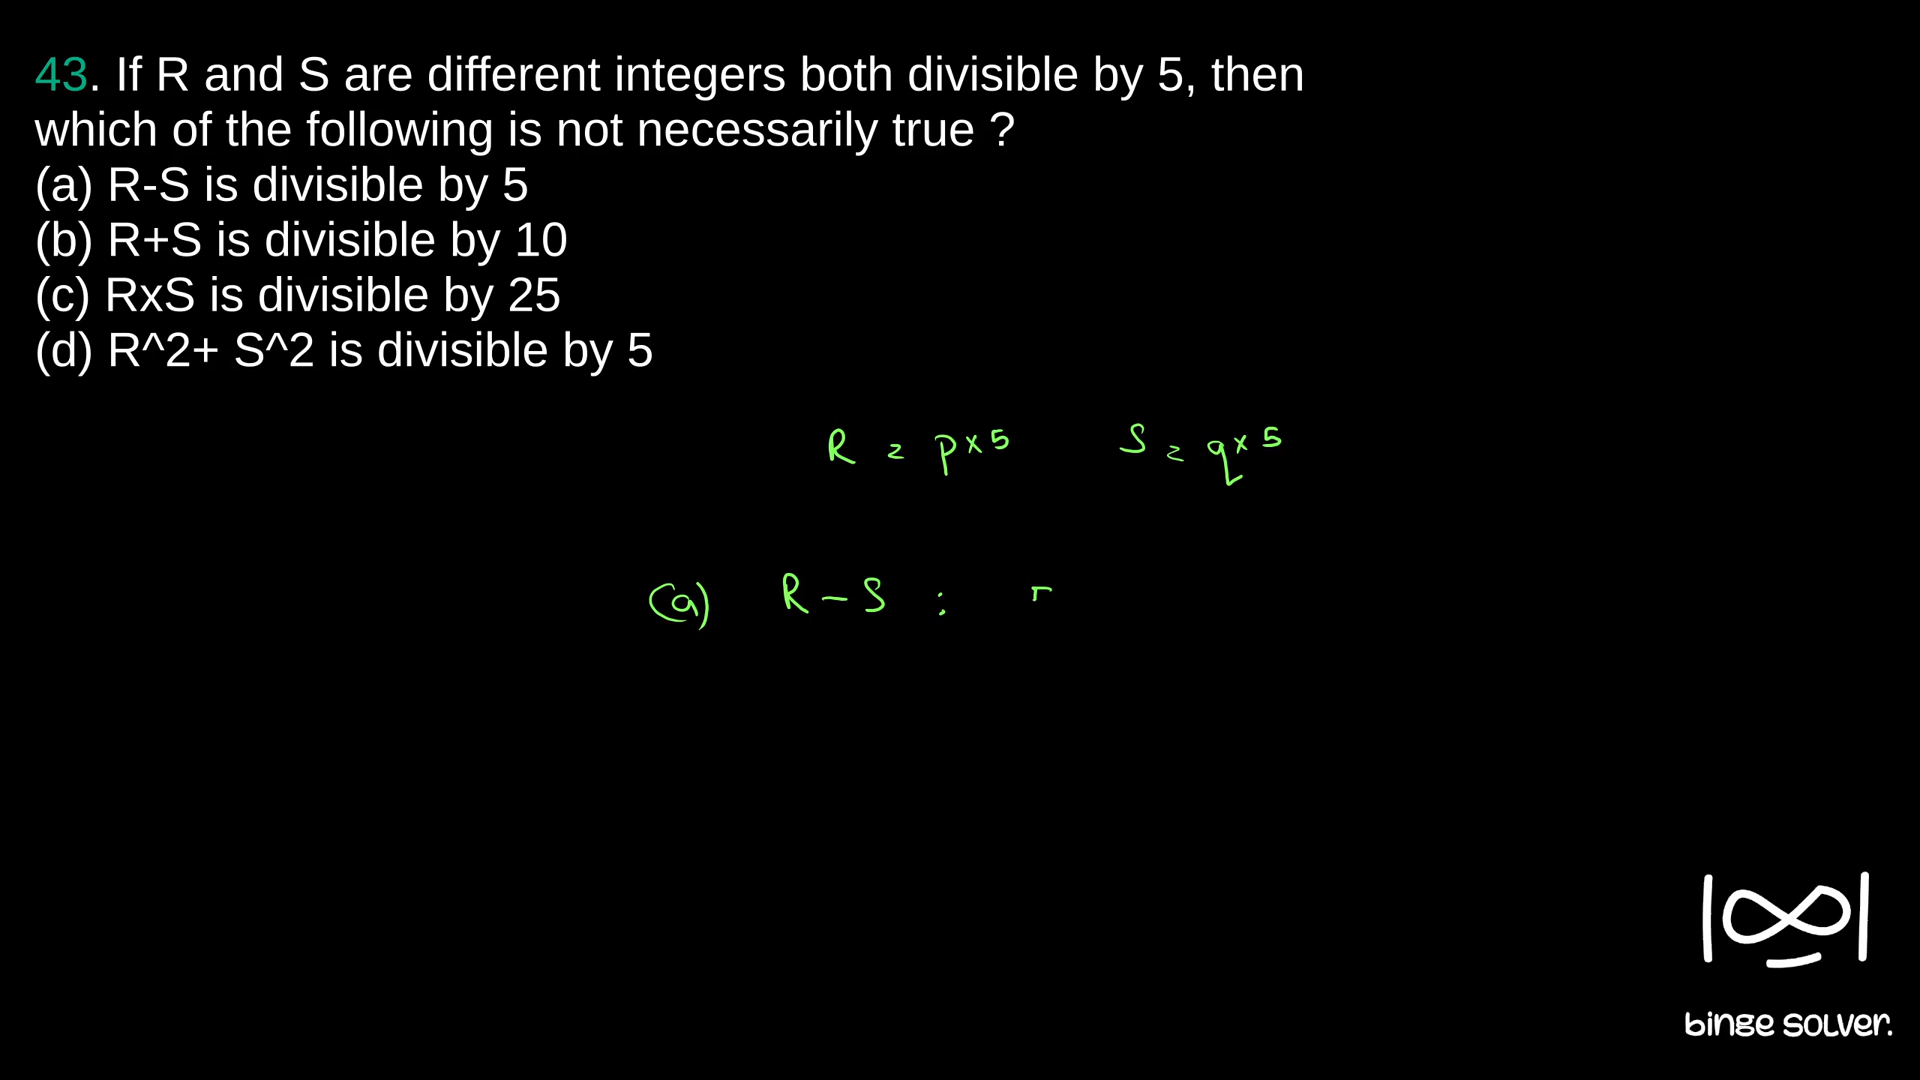 43. If R and S are different integers both divisible by 5, then
which of the following is not necessarily true ?
(a) R-S is divisible by 5
(b) R+S is divisible by 10
(c) RxS is divisible by 25
(d) R^2+ S^2 is divisible by 5
R = p×5 S = q×5
(a) R – S :
binge solver.